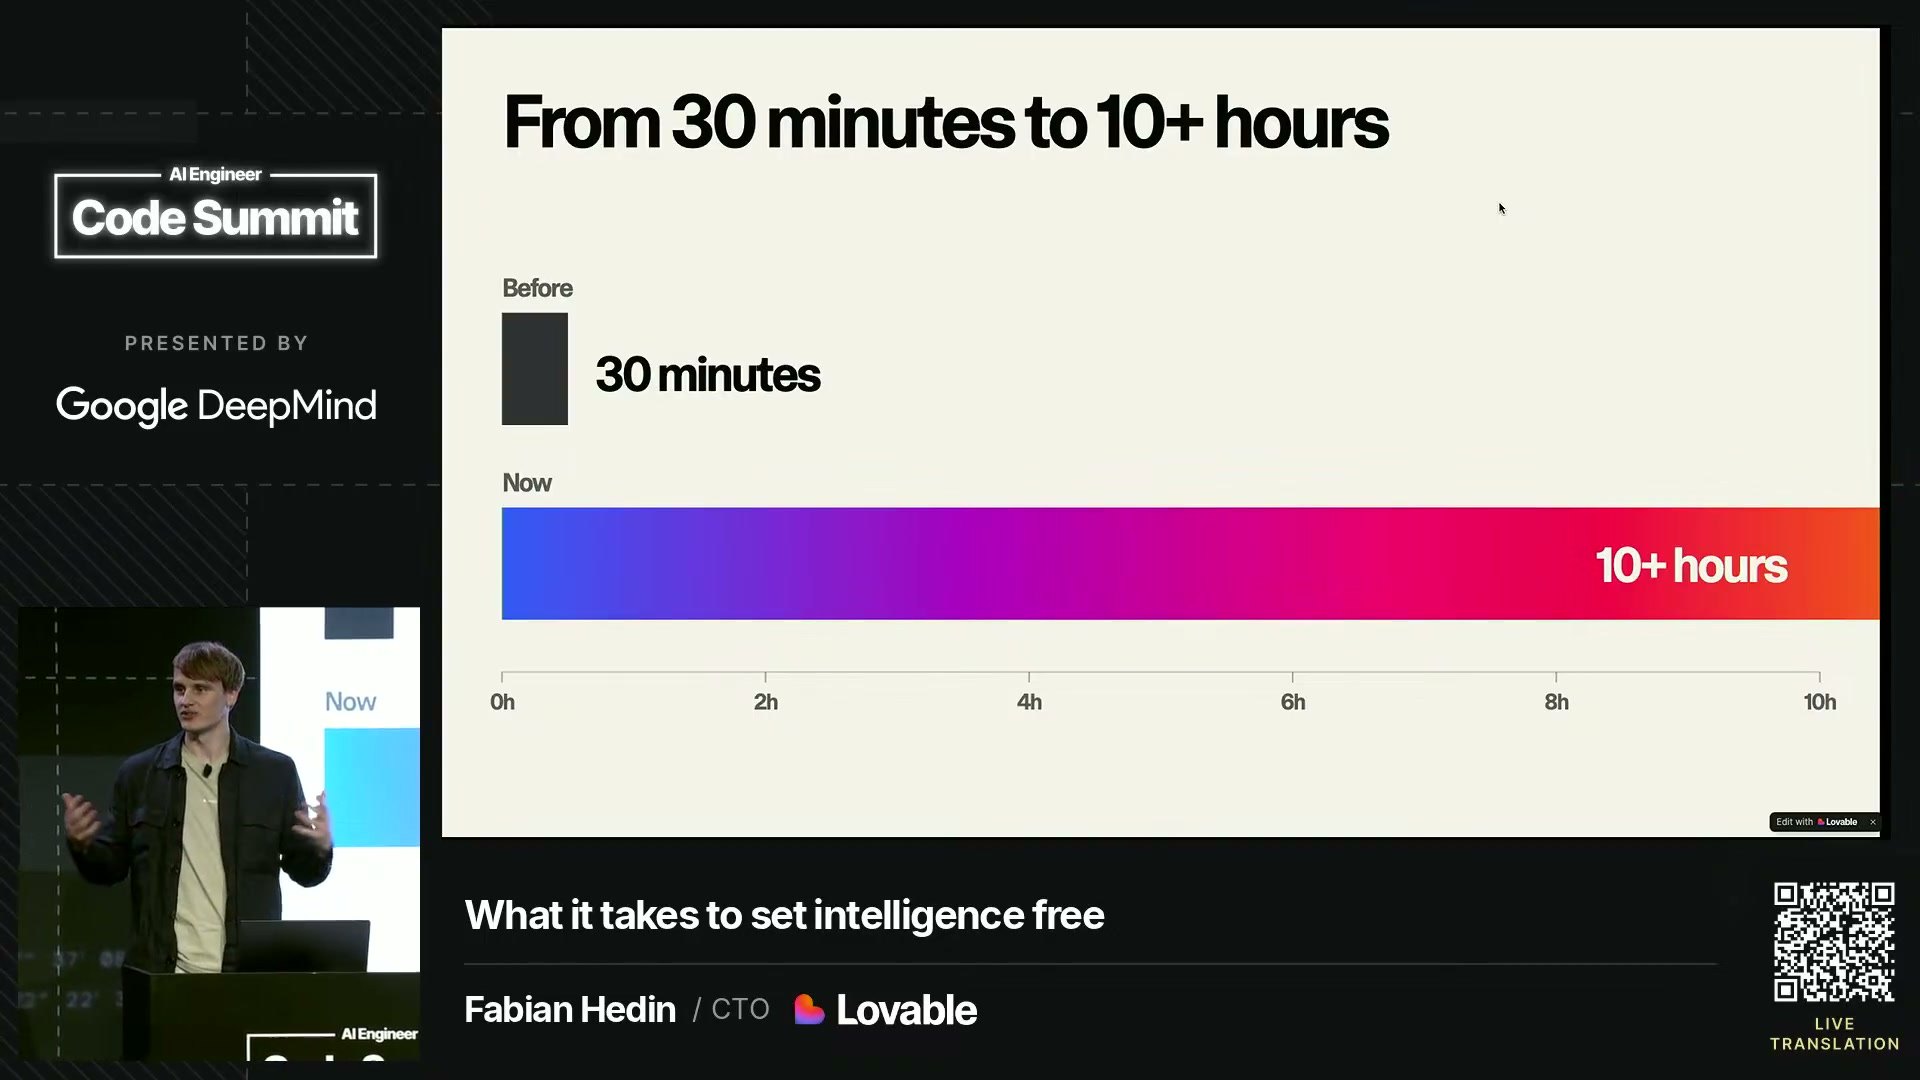 AI Engineer
Code Summit
PRESENTED BY
Google DeepMind
From 30 minutes to 10+ hours
Before
30 minutes
Now
10+ hours
0h 2h 4h 6h 8h 10h
Edit with Lovable ×
Now
AI Engineer
What it takes to set intelligence free
Fabian Hedin / CTO Lovable
LIVE
TRANSLATION